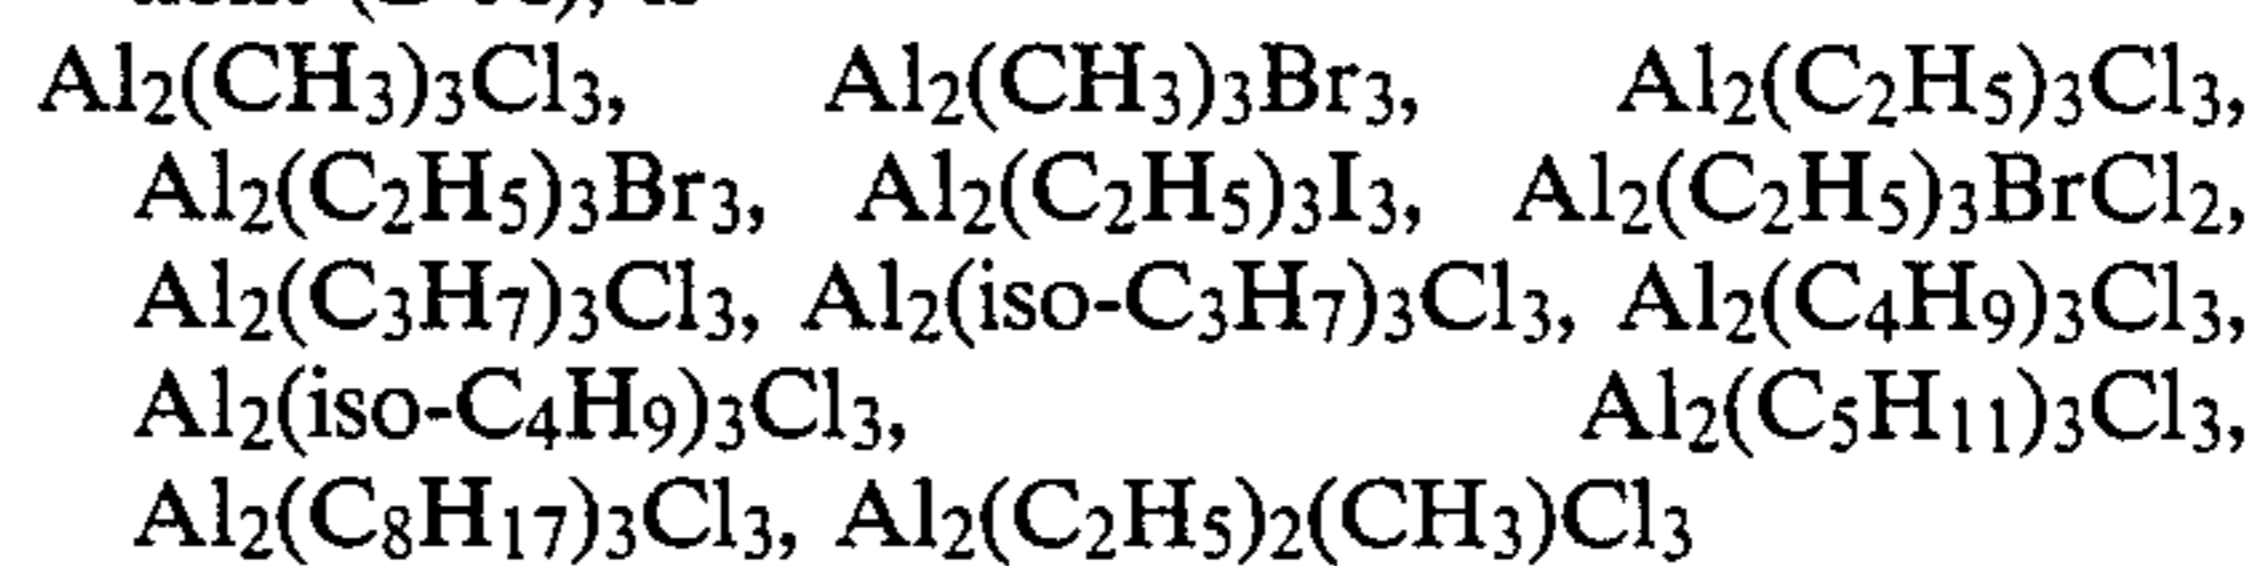 Al2(CH3)3Cl3, Al2(CH3)3Br3, Al2(C2H5)3Cl3,
Al2(C2H5)3Br3, Al2(C2H5)3I3, Al2(C2H5)3BrCl2,
Al2(C3H7)3Cl3, Al2(iso-C3H7)3Cl3, Al2(C4H9)3Cl3,
Al2(iso-C4H9)3Cl3, Al2(C5H11)3Cl3,
Al2(C8H17)3Cl3, Al2(C2H5)2(CH3)Cl3